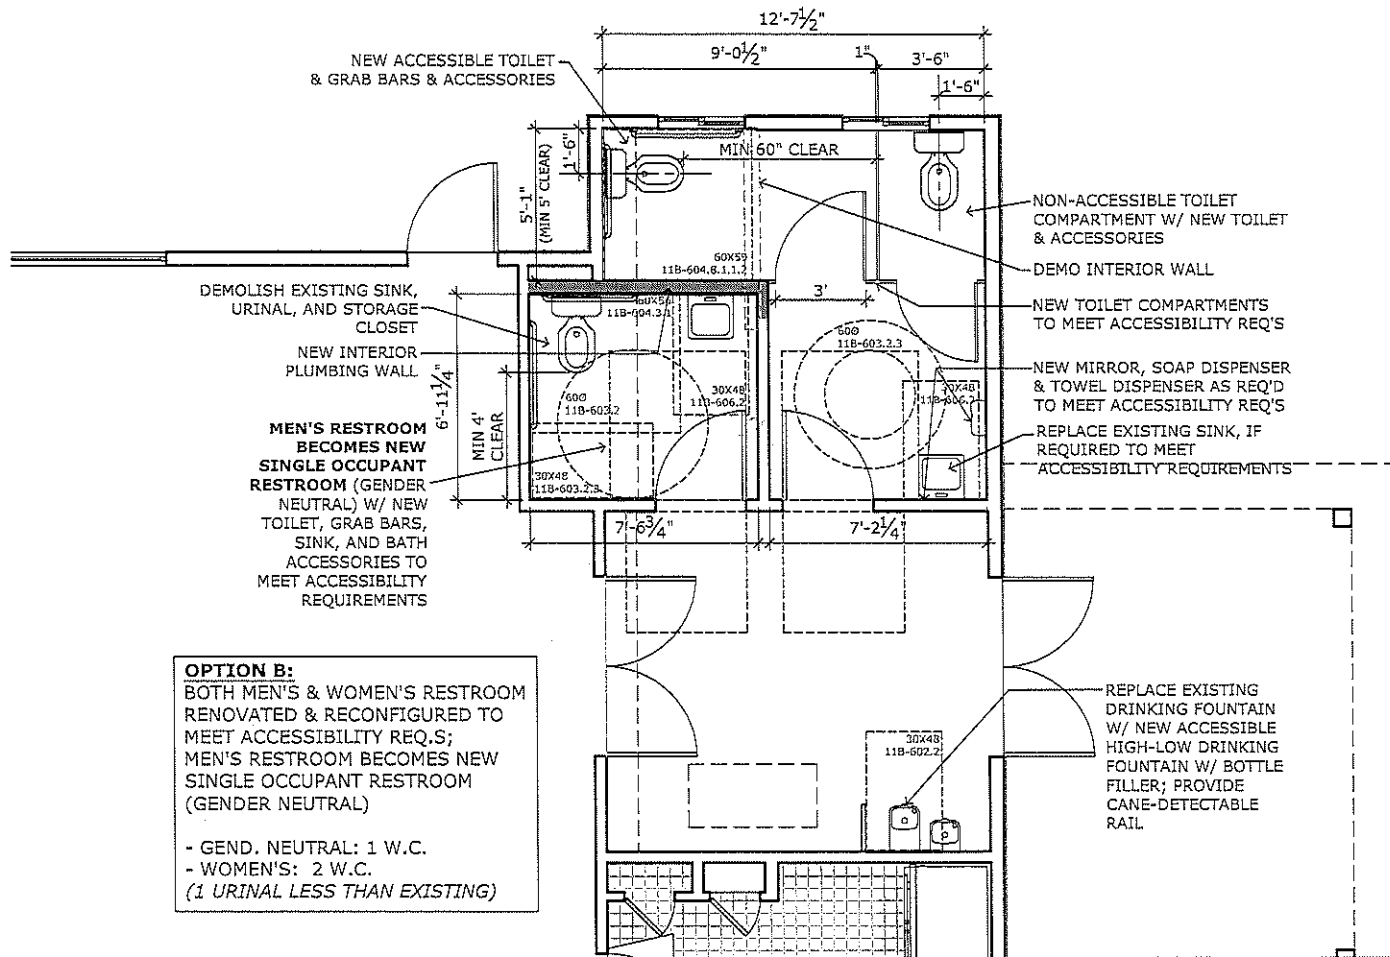 12'-7½"
9'-0½"
1"
3'-6"
1'-6"
NEW ACCESSIBLE TOILET
& GRAB BARS & ACCESSORIES
1'-6"
5'-1"
(MIN 5' CLEAR)
MIN 60" CLEAR
NON-ACCESSIBLE TOILET
COMPARTMENT W/ NEW TOILET
& ACCESSORIES
60X59
11B-604.8.1.1.2
DEMO INTERIOR WALL
DEMOLISH EXISTING SINK,
URINAL, AND STORAGE
CLOSET
3'
NEW TOILET COMPARTMENTS
TO MEET ACCESSIBILITY REQ'S
60X56
11B-604.3.1
60Ø
11B-603.2.3
NEW INTERIOR
PLUMBING WALL
6'-11¼"
MIN 4'
CLEAR
NEW MIRROR, SOAP DISPENSER
& TOWEL DISPENSER AS REQ'D
TO MEET ACCESSIBILITY REQ'S
60Ø
11B-603.2
30X48
11B-606.2
30X48
11B-606.2
MEN'S RESTROOM
BECOMES NEW
SINGLE OCCUPANT
RESTROOM (GENDER
NEUTRAL) W/ NEW
TOILET, GRAB BARS,
SINK, AND BATH
ACCESSORIES TO
MEET ACCESSIBILITY
REQUIREMENTS
REPLACE EXISTING SINK, IF
REQUIRED TO MEET
ACCESSIBILITY REQUIREMENTS
30X48
11B-603.2.3
7'-6¾"
7'-2¼"
OPTION B:
BOTH MEN'S & WOMEN'S RESTROOM
RENOVATED & RECONFIGURED TO
MEET ACCESSIBILITY REQ.S;
MEN'S RESTROOM BECOMES NEW
SINGLE OCCUPANT RESTROOM
(GENDER NEUTRAL)
- GEND. NEUTRAL: 1 W.C.
- WOMEN'S: 2 W.C.
(1 URINAL LESS THAN EXISTING)
30X48
11B-602.2
REPLACE EXISTING
DRINKING FOUNTAIN
W/ NEW ACCESSIBLE
HIGH-LOW DRINKING
FOUNTAIN W/ BOTTLE
FILLER; PROVIDE
CANE-DETECTABLE
RAIL